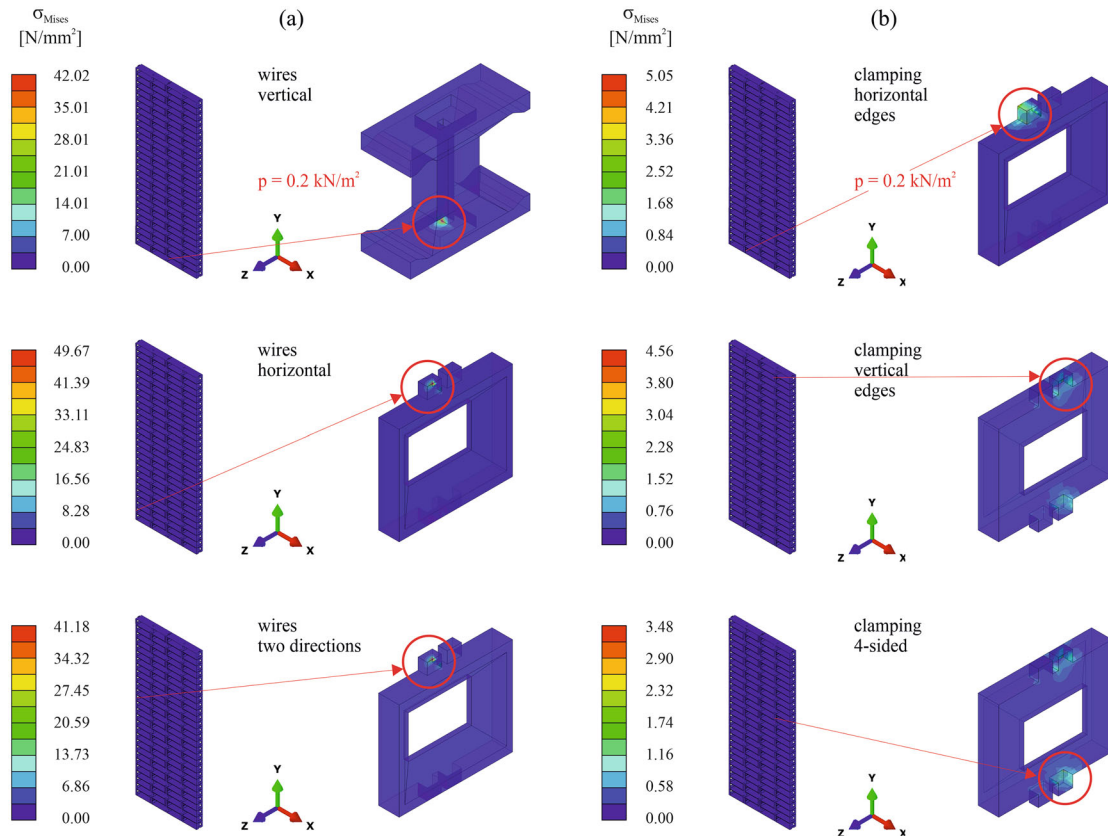 σMises
[N/mm²]
(a)
42.02
35.01
28.01
21.01
14.01
7.00
0.00
wires
vertical
p = 0.2 kN/m²
Y
Z
X
49.67
41.39
33.11
24.83
16.56
8.28
0.00
wires
horizontal
Y
Z
X
41.18
34.32
27.45
20.59
13.73
6.86
0.00
wires
two directions
Y
Z
X
σMises
[N/mm²]
(b)
5.05
4.21
3.36
2.52
1.68
0.84
0.00
clamping
horizontal
edges
p = 0.2 kN/m²
Y
Z
X
4.56
3.80
3.04
2.28
1.52
0.76
0.00
clamping
vertical
edges
Y
Z
X
3.48
2.90
2.32
1.74
1.16
0.58
0.00
clamping
4-sided
Y
Z
X